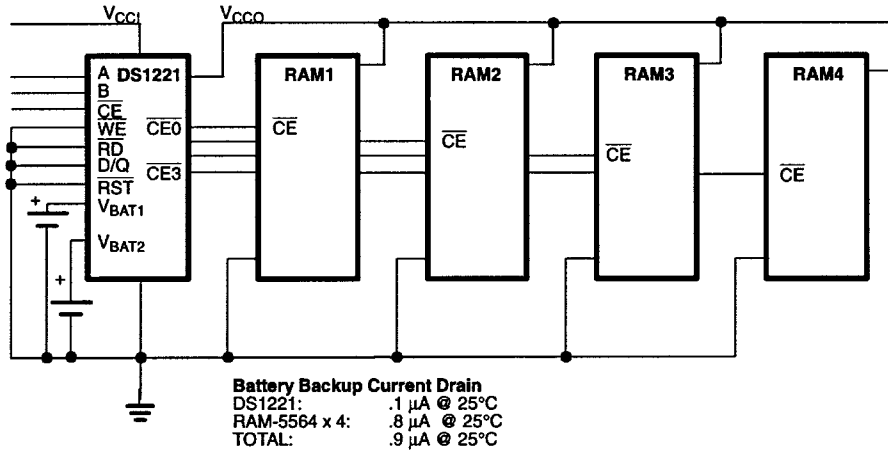 VCCI VCCO
A DS1221 RAM1 RAM2 RAM3 RAM4
B
CE
WE CE0 CE
RD CE
D/Q CE
RST CE3 CE
VBAT1
+
VBAT2
+
Battery Backup Current Drain
DS1221: .1 μA @ 25°C
RAM-5564 x 4: .8 μA @ 25°C
TOTAL: .9 μA @ 25°C